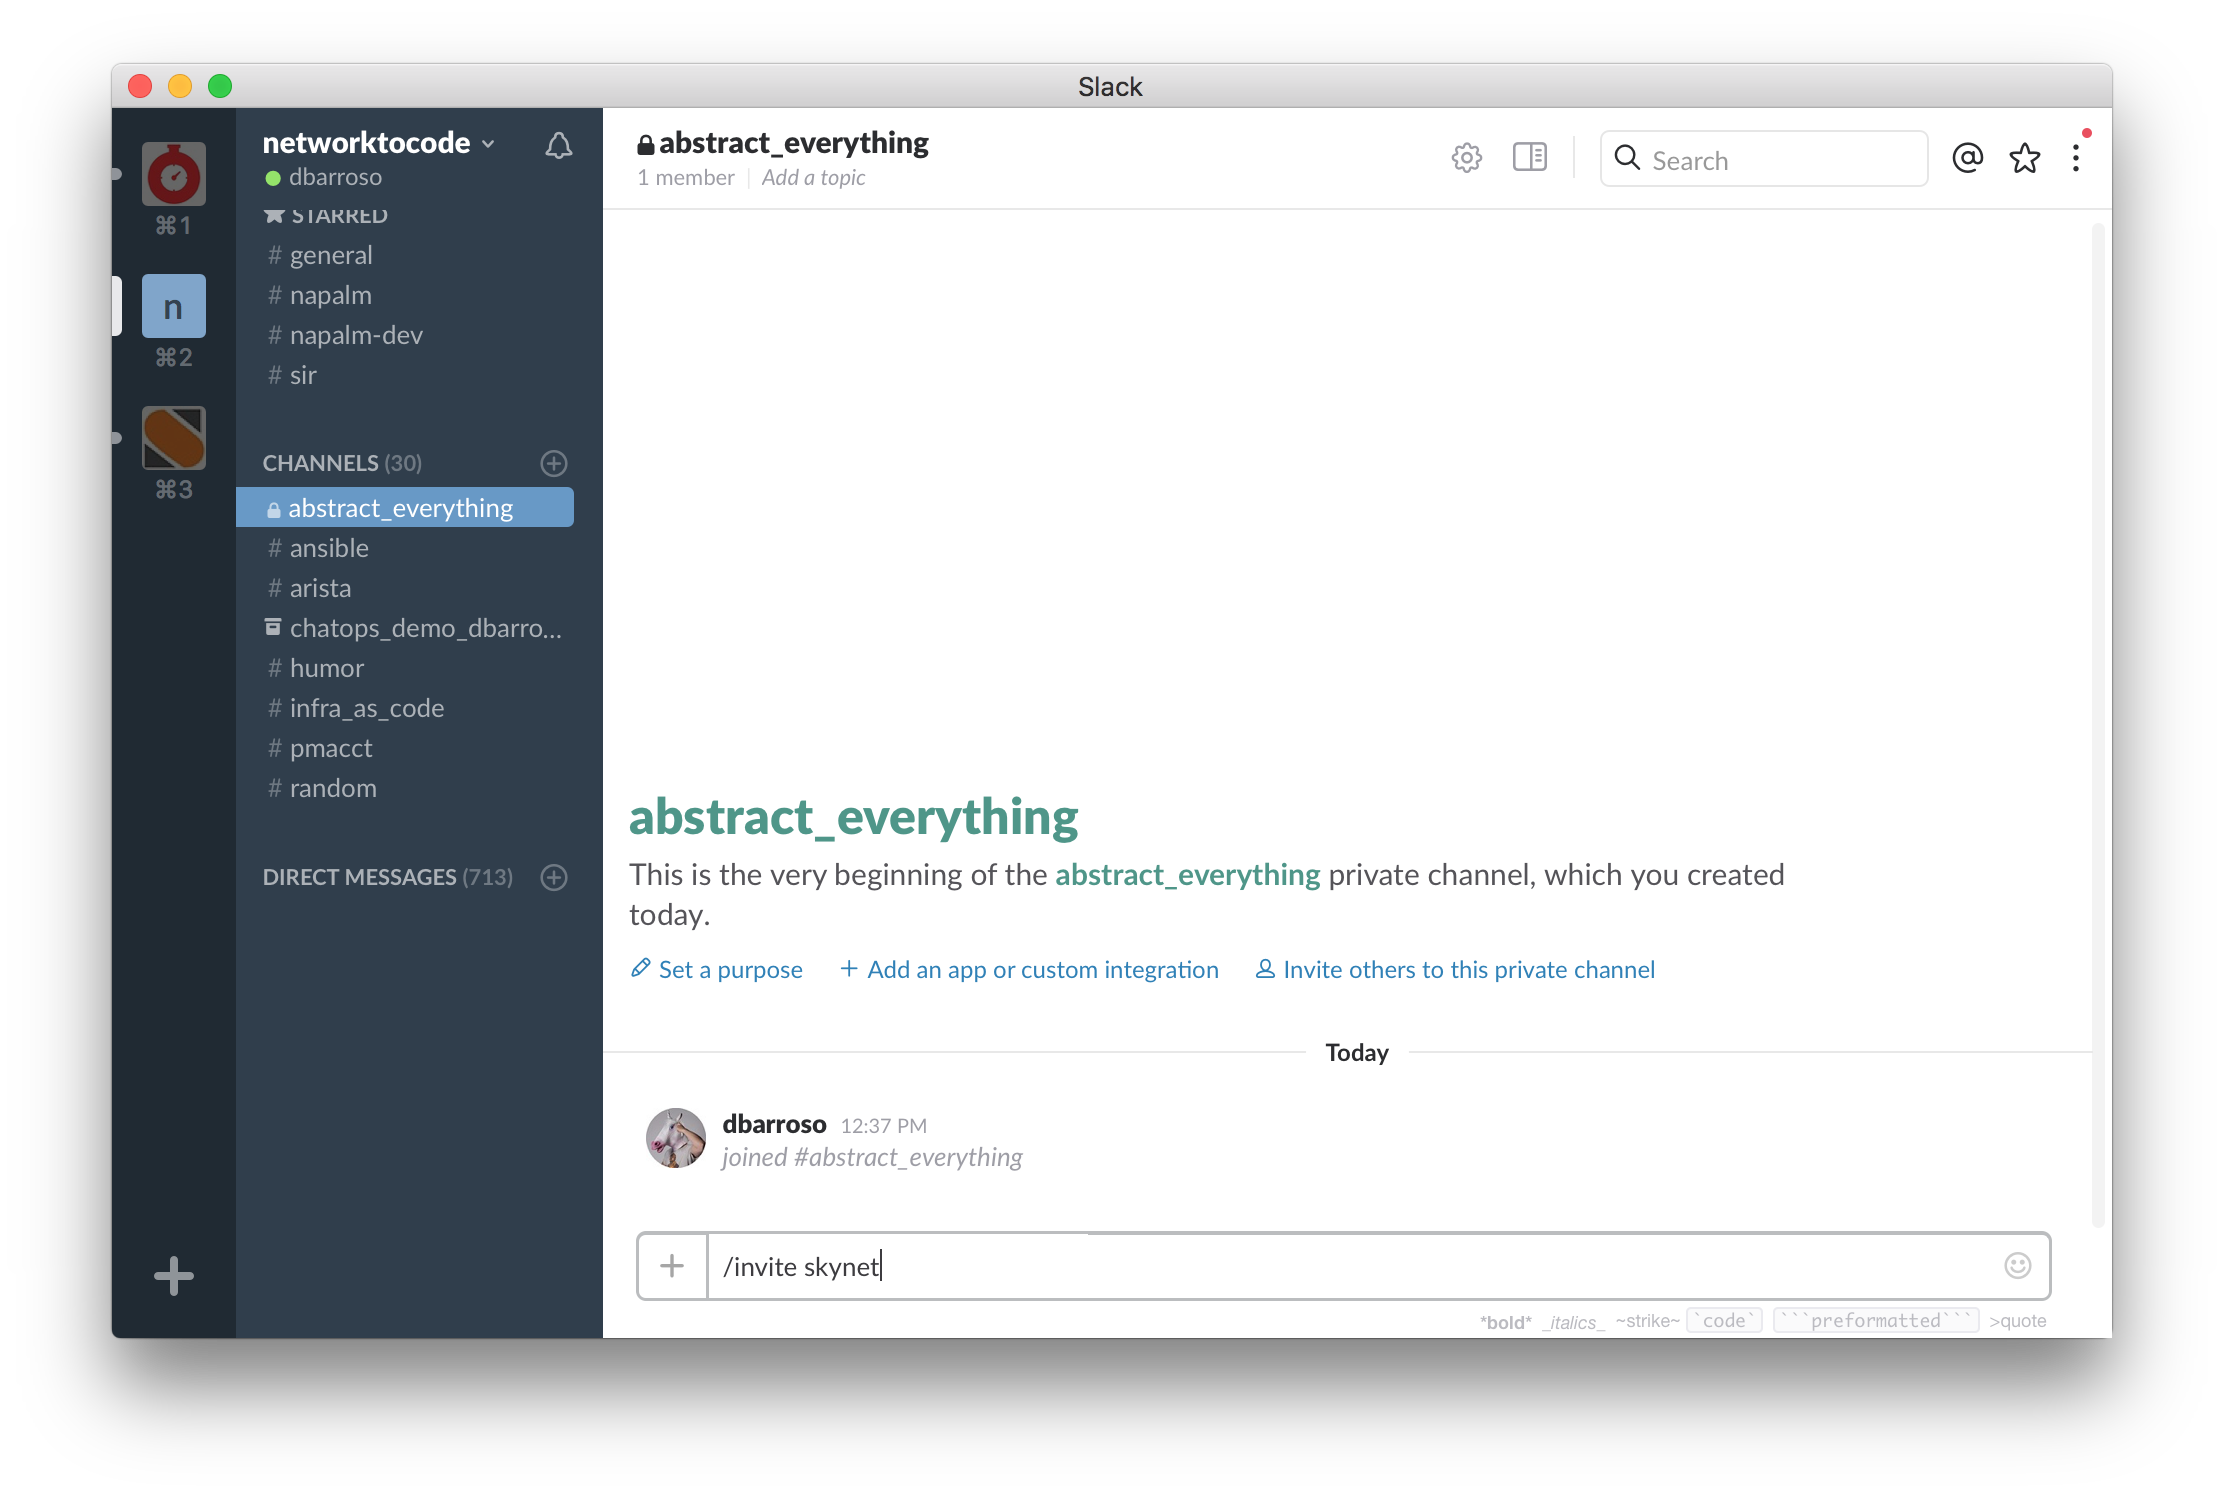 Slack
⌘1
n
⌘2
⌘3
networktocode
dbarroso
STARRED
# general
# napalm
# napalm-dev
# sir
CHANNELS (30)
abstract_everything
# ansible
# arista
chatops_demo_dbarro...
# humor
# infra_as_code
# pmacct
# random
DIRECT MESSAGES (713)
abstract_everything
1 member
Add a topic
Search
abstract_everything
This is the very beginning of the abstract_everything private channel, which you created
today.
Set a purpose
+ Add an app or custom integration
Invite others to this private channel
Today
dbarroso 12:37 PM
joined #abstract_everything
/invite skynet
*bold* _italics_ ~strike~ `code` ```preformatted``` >quote